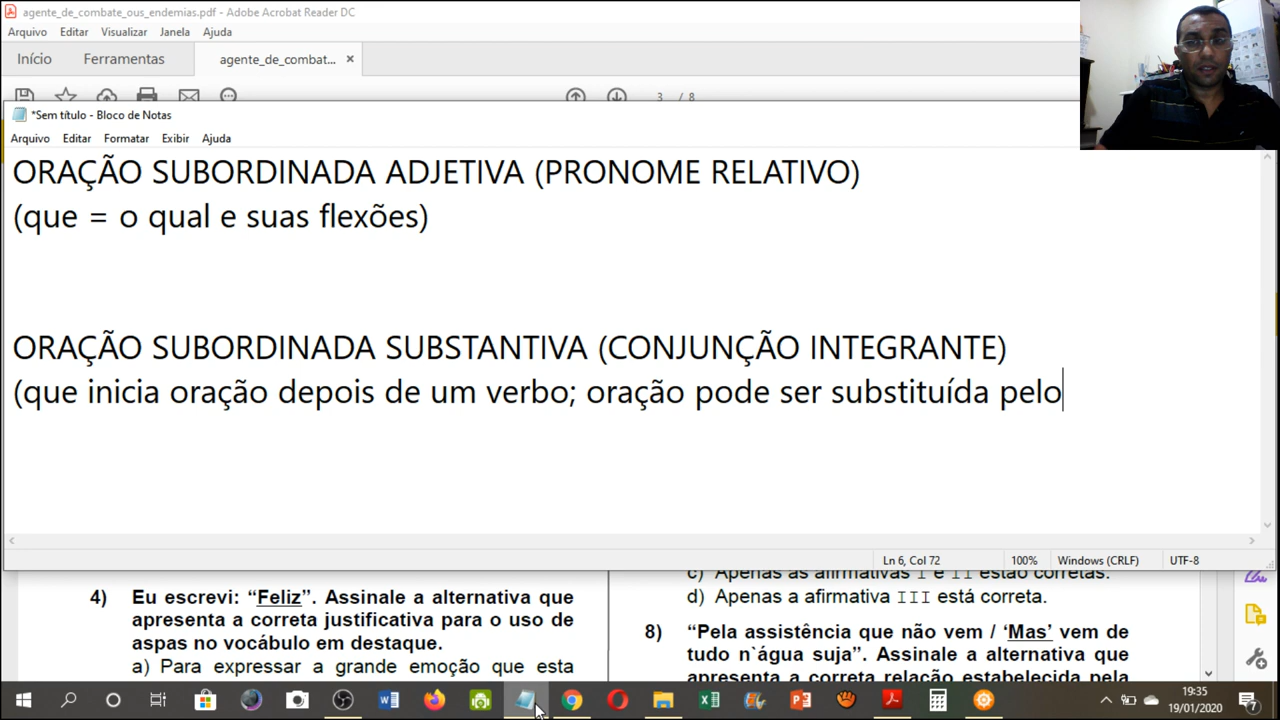 agente_de_combate_ous_endemias.pdf - Adobe Acrobat Reader DC
Arquivo Editar Visualizar Janela Ajuda
Início Ferramentas agente_de_combat... ×
3 / 8
*Sem título - Bloco de Notas
Arquivo Editar Formatar Exibir Ajuda
ORAÇÃO SUBORDINADA ADJETIVA (PRONOME RELATIVO)
(que = o qual e suas flexões)
ORAÇÃO SUBORDINADA SUBSTANTIVA (CONJUNÇÃO INTEGRANTE)
(que inicia oração depois de um verbo; oração pode ser substituída pelo
Ln 6, Col 72 100% Windows (CRLF) UTF-8
4) Eu escrevi: “Feliz”. Assinale a alternativa que
apresenta a correta justificativa para o uso de
aspas no vocábulo em destaque.
a) Para expressar a grande emoção que esta
c) Apenas as afirmativas I e II estão corretas.
d) Apenas a afirmativa III está correta.
8) “Pela assistência que não vem / ‘Mas’ vem de
tudo n`água suja”. Assinale a alternativa que
apresenta a correta relação estabelecida pela
19:35
19/01/2020
7